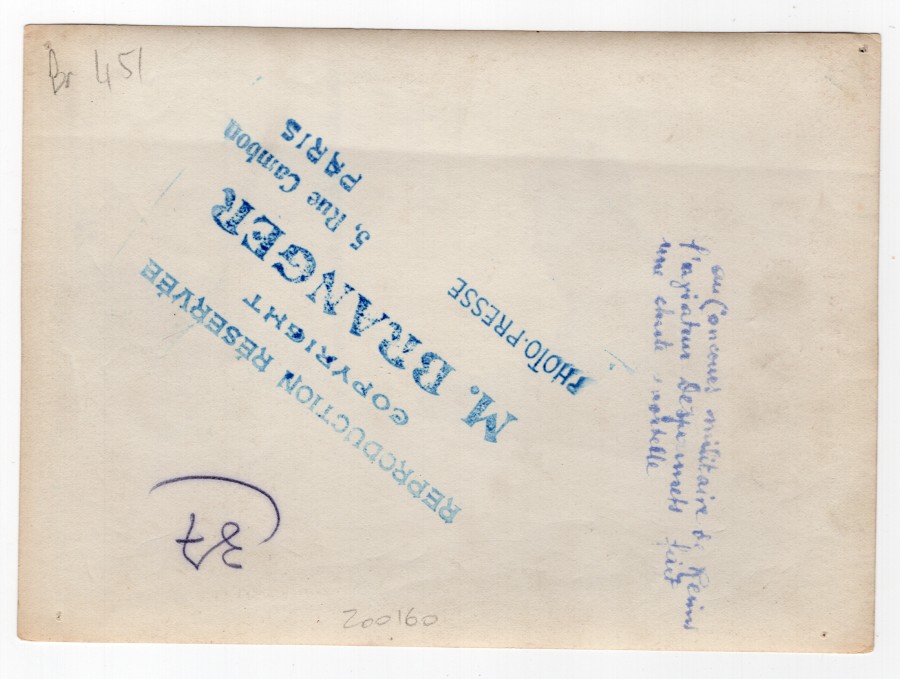 Br 451
PHOTO-PRESSE
M. BRANGER
COPYRIGHT
5, Rue Cambon
PARIS
REPRODUCTION RÉSERVÉE
au Concours militaire de Reims
l'aviateur fait
une chute mortelle
37
200160